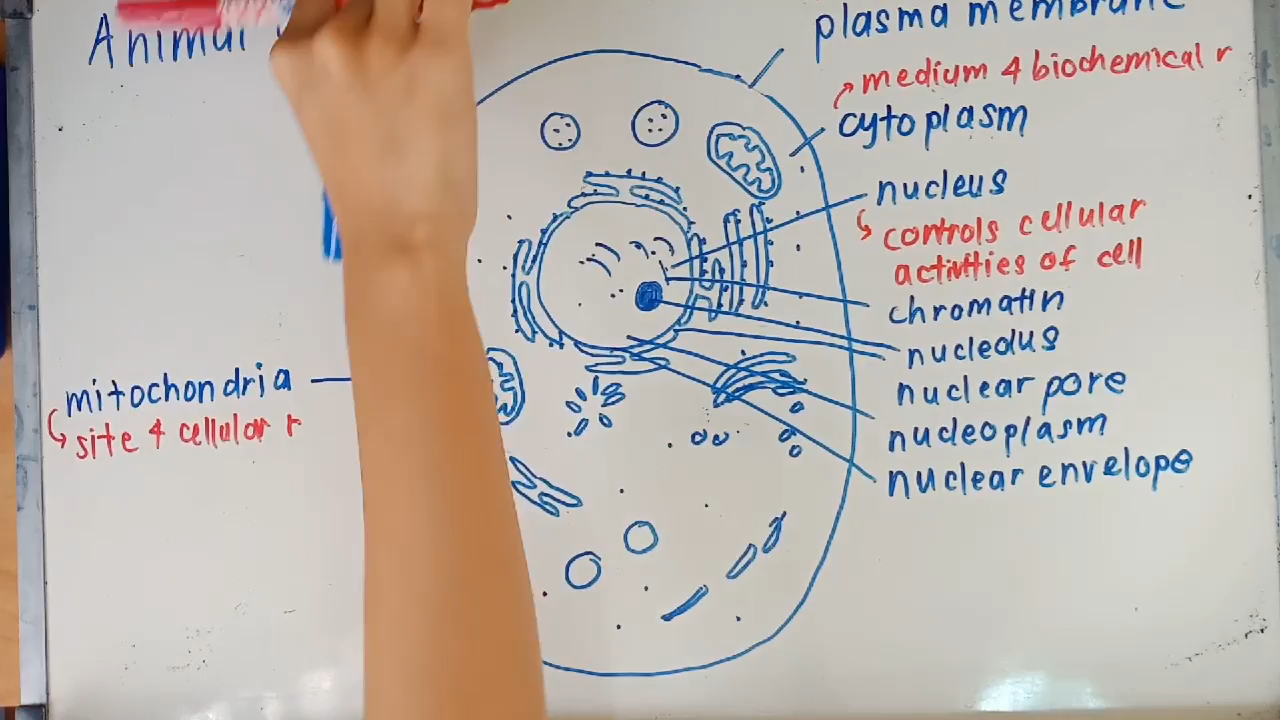 Animal
plasma membrane
medium 4 biochemical r
cytoplasm
nucleus
controls cellular
activities of cell
chromatin
nucleolus
nuclear pore
nucleoplasm
nuclear envelope
mitochondria
site 4 cellular r